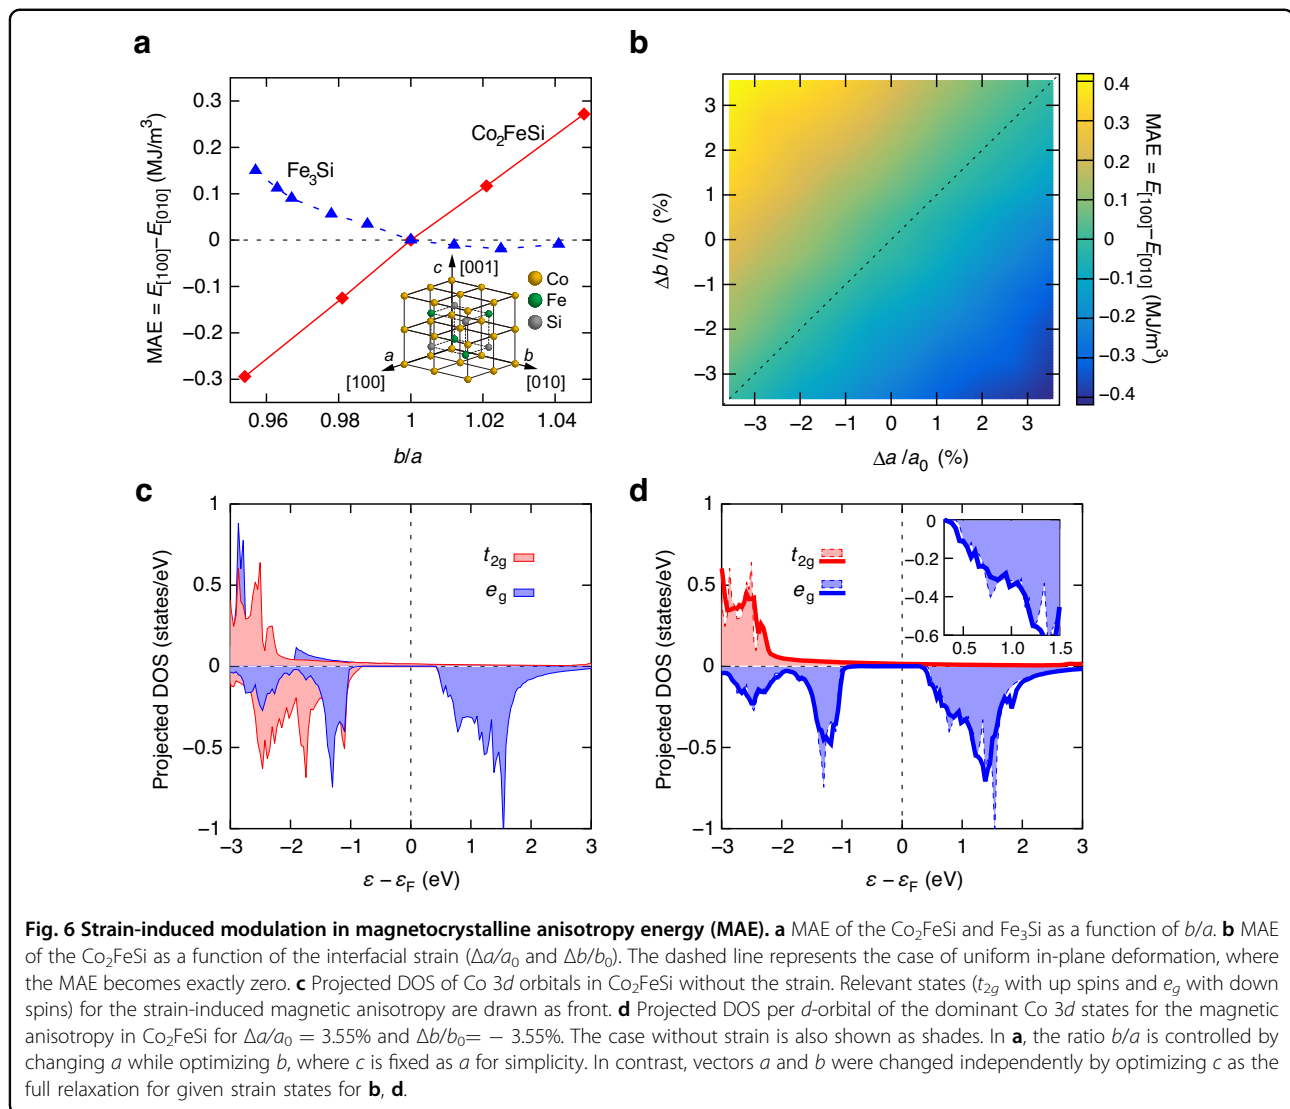 a
MAE = E[100]−E[010] (MJ/m³)
0.3
0.2
0.1
0
−0.1
−0.2
−0.3
0.96
0.98
1
1.02
1.04
b/a
Fe₃Si
Co₂FeSi
c
[001]
Co
Fe
Si
a
[100]
b
[010]
b
Δb/b₀ (%)
3
2
1
0
−1
−2
−3
−3
−2
−1
0
1
2
3
Δa/a₀ (%)
0.4
0.3
0.2
0.1
0
−0.1
−0.2
−0.3
−0.4
MAE = E[100]−E[010] (MJ/m³)
c
Projected DOS (states/eV)
1
0.5
0
−0.5
−1
t2g
eg
−3
−2
−1
0
1
2
3
ε − εF (eV)
d
Projected DOS (states/eV)
1
0.5
0
−0.5
−1
t2g
eg
0
−0.2
−0.4
−0.6
0.5
1.0
1.5
−3
−2
−1
0
1
2
3
ε − εF (eV)
Fig. 6 Strain-induced modulation in magnetocrystalline anisotropy energy (MAE). a MAE of the Co₂FeSi and Fe₃Si as a function of b/a. b MAE
of the Co₂FeSi as a function of the interfacial strain (Δa/a₀ and Δb/b₀). The dashed line represents the case of uniform in-plane deformation, where
the MAE becomes exactly zero. c Projected DOS of Co 3d orbitals in Co₂FeSi without the strain. Relevant states (t2g with up spins and eg with down
spins) for the strain-induced magnetic anisotropy are drawn as front. d Projected DOS per d-orbital of the dominant Co 3d states for the magnetic
anisotropy in Co₂FeSi for Δa/a₀ = 3.55% and Δb/b₀= − 3.55%. The case without strain is also shown as shades. In a, the ratio b/a is controlled by
changing a while optimizing b, where c is fixed as a for simplicity. In contrast, vectors a and b were changed independently by optimizing c as the
full relaxation for given strain states for b, d.